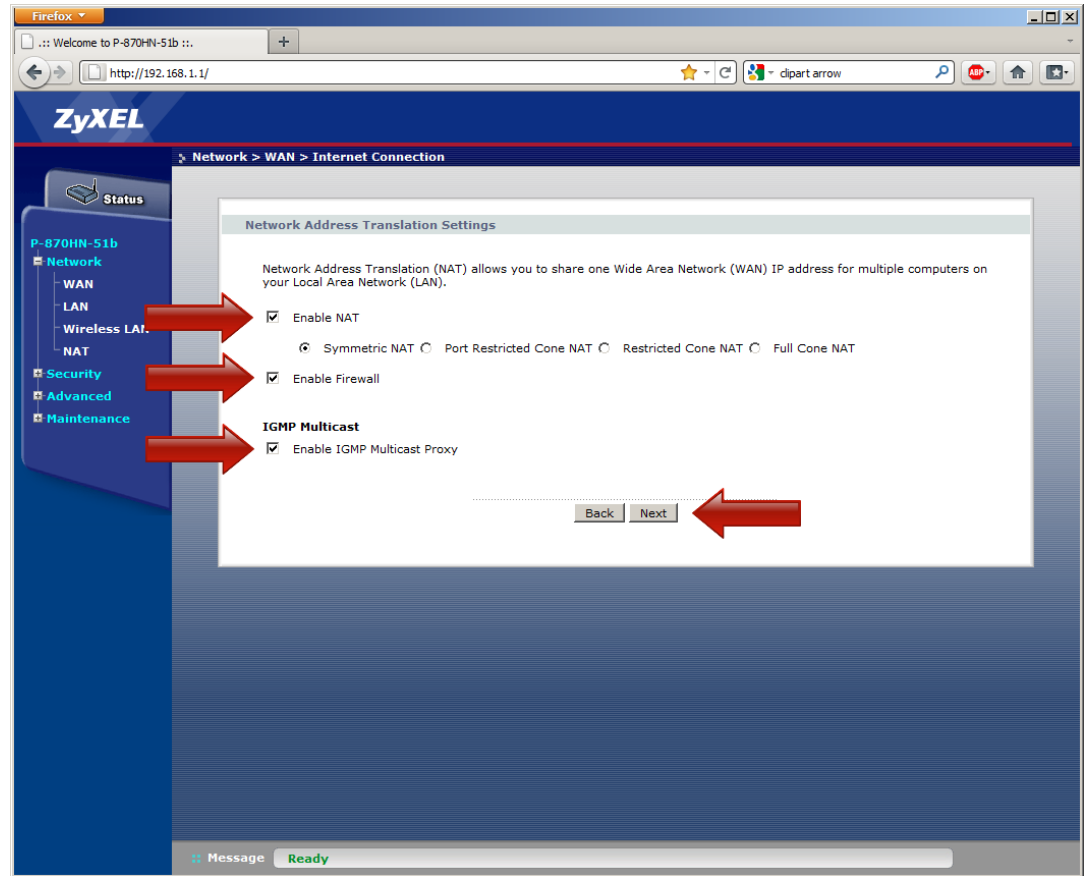 Firefox
.:: Welcome to P-870HN-51b ::.
http://192.168.1.1/
clipart arrow
ABP
ZyXEL
Network > WAN > Internet Connection
Status
P-870HN-51b
Network
WAN
LAN
Wireless LAN
NAT
Security
Advanced
Maintenance
Network Address Translation Settings
Network Address Translation (NAT) allows you to share one Wide Area Network (WAN) IP address for multiple computers on
your Local Area Network (LAN).
Enable NAT
Symmetric NAT Port Restricted Cone NAT Restricted Cone NAT Full Cone NAT
Enable Firewall
IGMP Multicast
Enable IGMP Multicast Proxy
Back Next
Message Ready